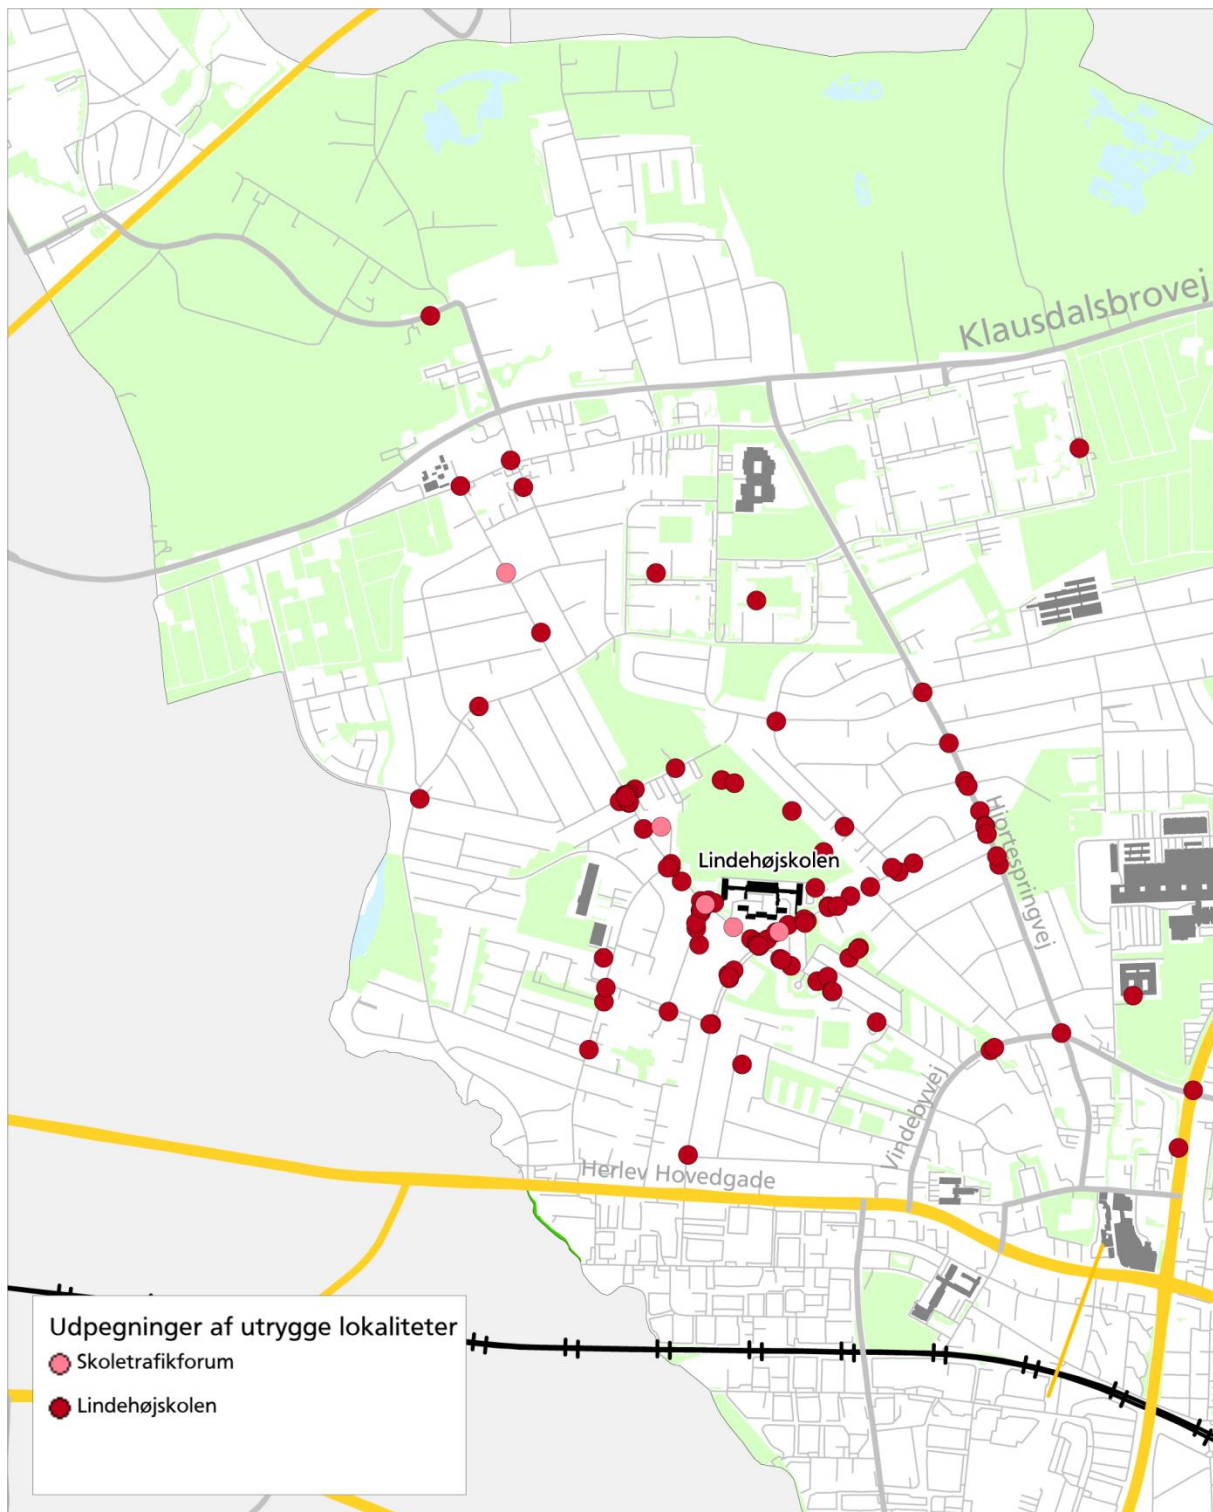 Klausdalsbrovej
Hjortespringvej
Lindehøjskolen
Vindebyvej
Herlev Hovedgade
Udpegninger af utrygge lokaliteter
Skoletrafikforum
Lindehøjskolen